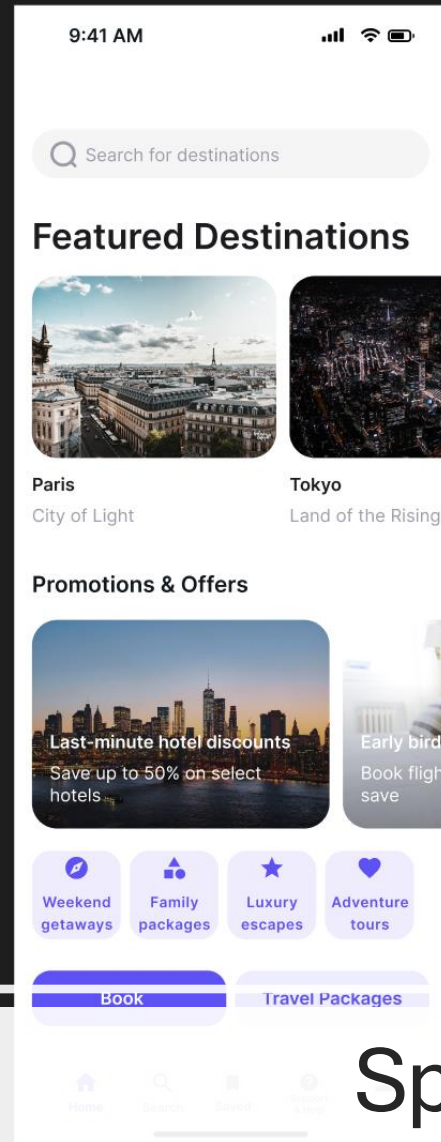 9:41 AM
Search for destinations
Featured Destinations
Paris
Tokyo
City of Light
Land of the Rising
Promotions & Offers
Last-minute hotel discounts
Save up to 50% on select
hotels
Early bird
Book fligh
save
Weekend
getaways
Family
packages
Luxury
escapes
Adventure
tours
Book
Travel Packages
Home
Search
Saved
Sp